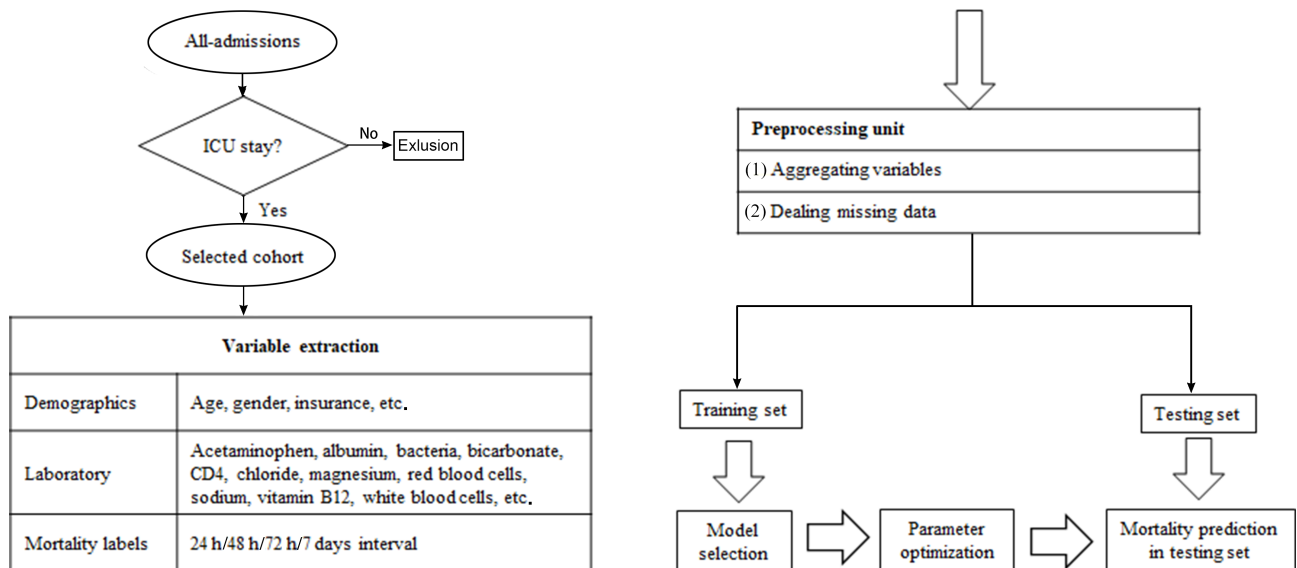 All-admissions
ICU stay?
No
Exlusion
Yes
Selected cohort
Variable extraction
Demographics
Age, gender, insurance, etc.
Laboratory
Acetaminophen, albumin, bacteria, bicarbonate,
CD4, chloride, magnesium, red blood cells,
sodium, vitamin B12, white blood cells, etc.
Mortality labels
24 h/48 h/72 h/7 days interval
Preprocessing unit
(1) Aggregating variables
(2) Dealing missing data
Training set
Testing set
Model
selection
Parameter
optimization
Mortality prediction
in testing set